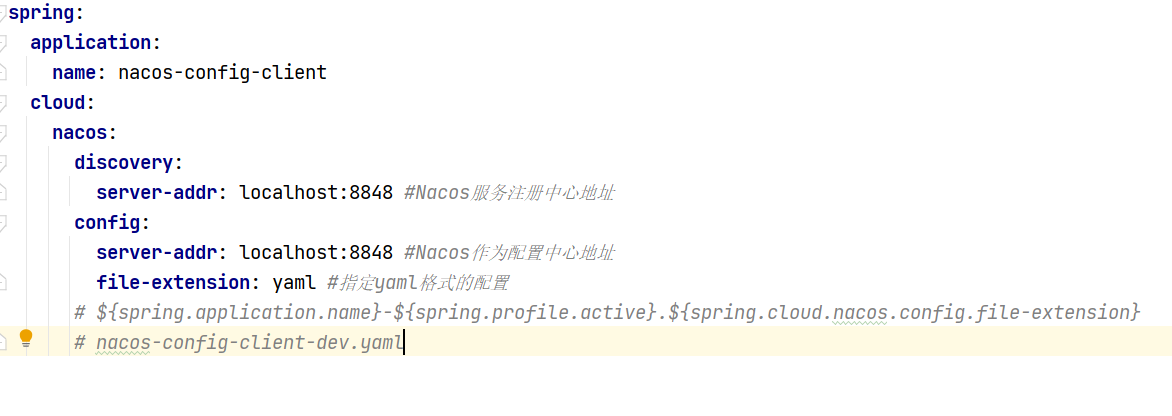 spring:
  application:
    name: nacos-config-client
  cloud:
    nacos:
      discovery:
        server-addr: localhost:8848 #Nacos服务注册中心地址
      config:
        server-addr: localhost:8848 #Nacos作为配置中心地址
        file-extension: yaml #指定yaml格式的配置
      # ${spring.application.name}-${spring.profile.active}.${spring.cloud.nacos.config.file-extension}
      # nacos-config-client-dev.yaml